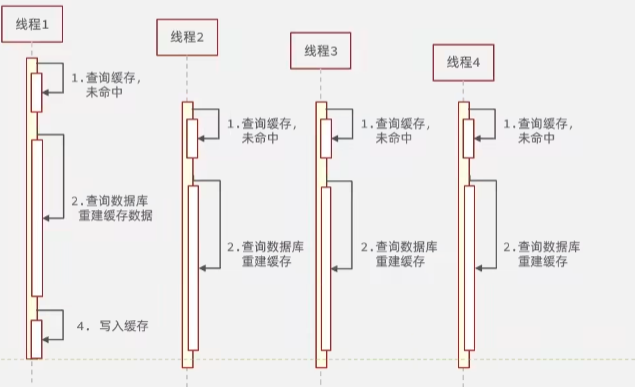 线程1
线程2
线程3
线程4
1.查询缓存，
未命中
1.查询缓存，
未命中
1.查询缓存，
未命中
1.查询缓存，
未命中
2.查询数据库
重建缓存数据
2.查询数据库
重建缓存
2.查询数据库
重建缓存
2.查询数据库
重建缓存
4. 写入缓存